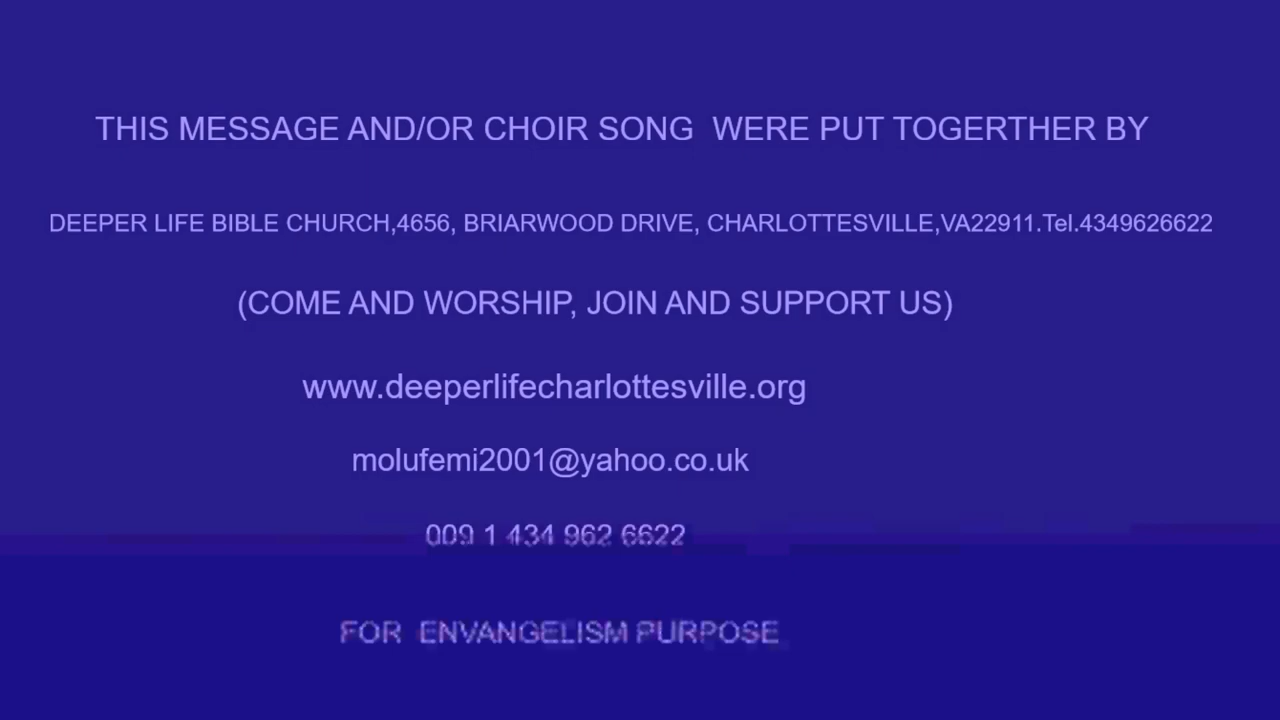 THIS MESSAGE AND/OR CHOIR SONG  WERE PUT TOGERTHER BY
DEEPER LIFE BIBLE CHURCH,4656, BRIARWOOD DRIVE, CHARLOTTESVILLE,VA22911.Tel.4349626622
(COME AND WORSHIP, JOIN AND SUPPORT US)
www.deeperlifecharlottesville.org
molufemi2001@yahoo.co.uk
009 1 434 962 6622
FOR  ENVANGELISM PURPOSE